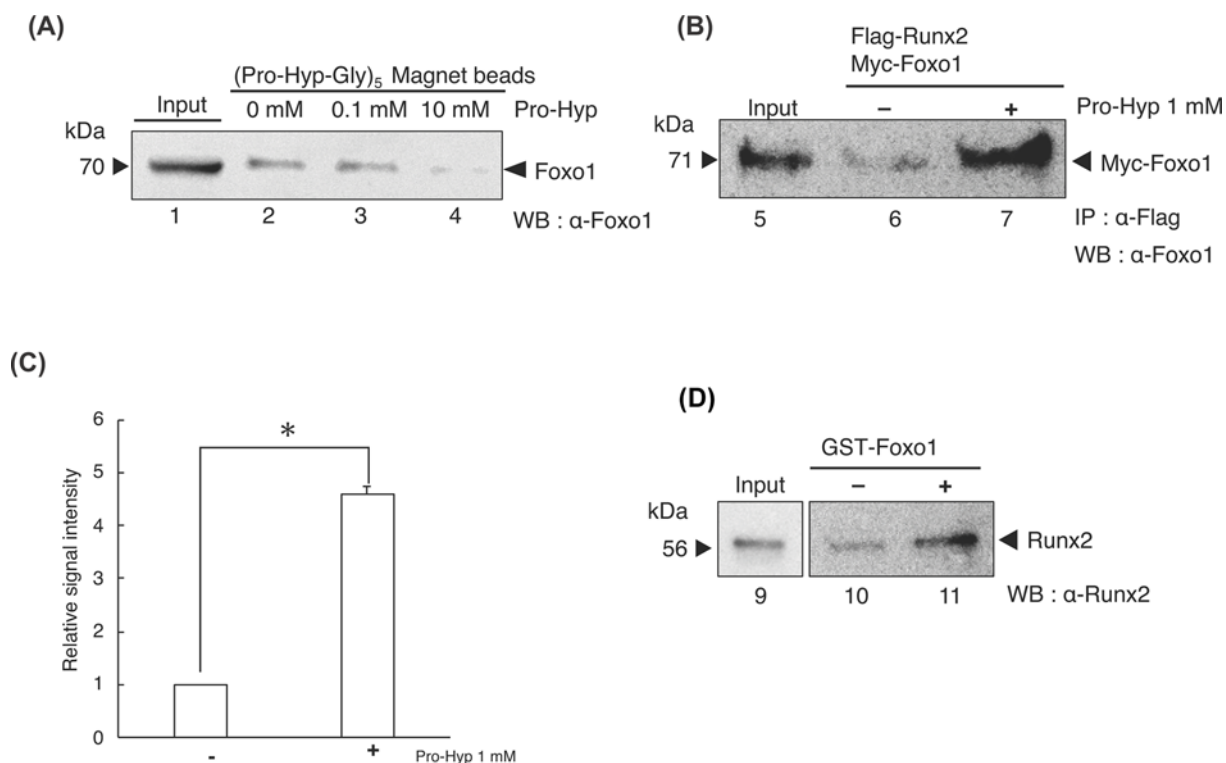 (A)
(Pro-Hyp-Gly)₅ Magnet beads
Input 0 mM 0.1 mM 10 mM Pro-Hyp
kDa
70 Foxo1
1 2 3 4 WB : α-Foxo1
(B)
Flag-Runx2
Myc-Foxo1
Input − + Pro-Hyp 1 mM
kDa
71 Myc-Foxo1
5 6 7 IP : α-Flag
WB : α-Foxo1
(C)
Relative signal intensity
6
5
4
3
2
1
0
*
- + Pro-Hyp 1 mM
(D)
GST-Foxo1
Input − +
kDa
56 Runx2
9 10 11 WB : α-Runx2